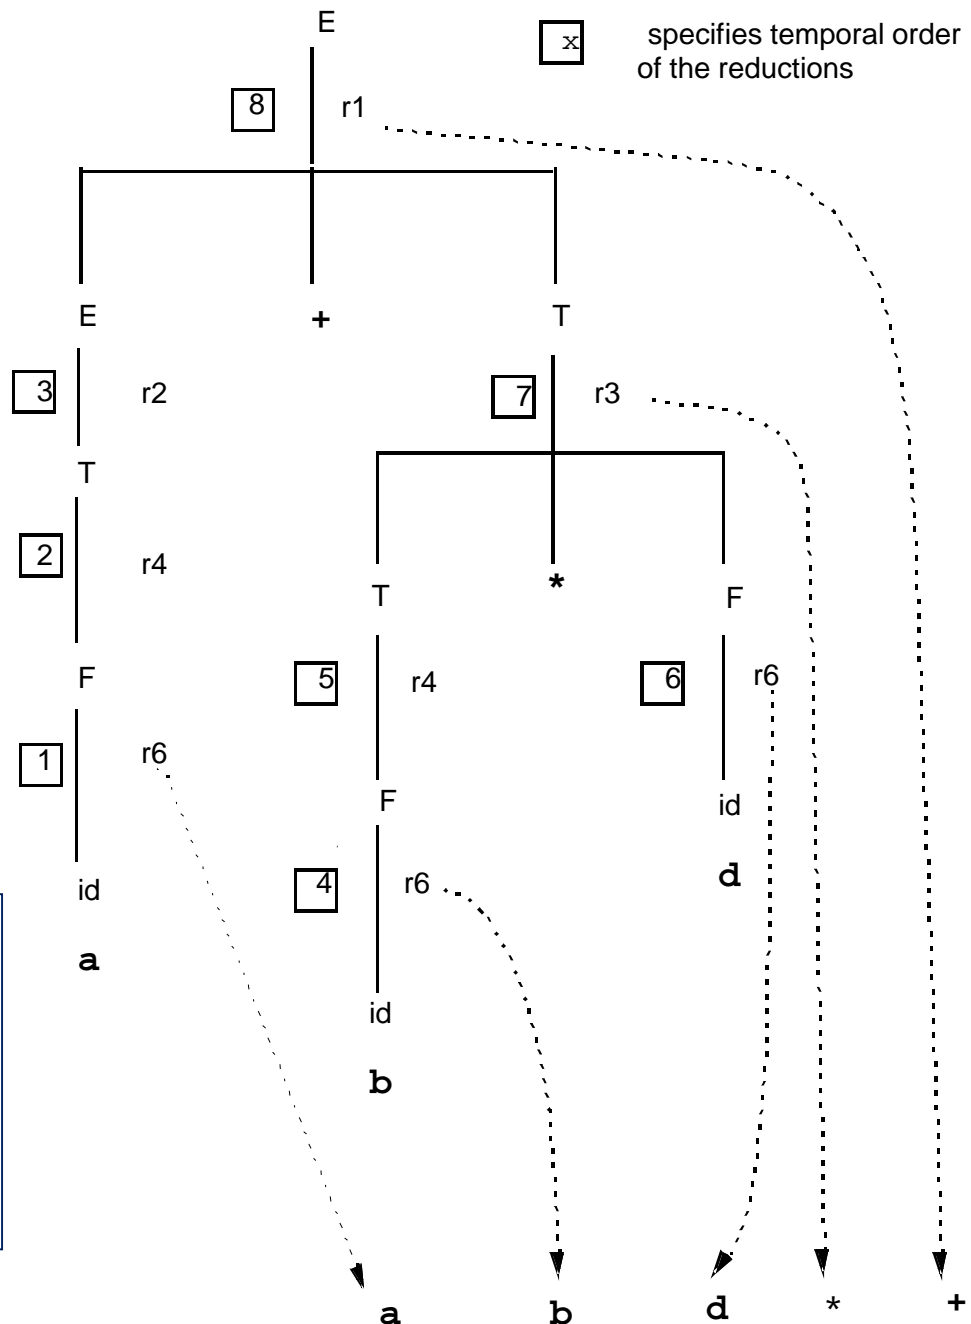 E
x specifies temporal order
of the reductions
8 r1
E + T
3 r2 7 r3
T
2 r4
T * F
F 5 r4 6 r6
1 r6
F id
id 4 r6 d
a
id
b
a b d * +